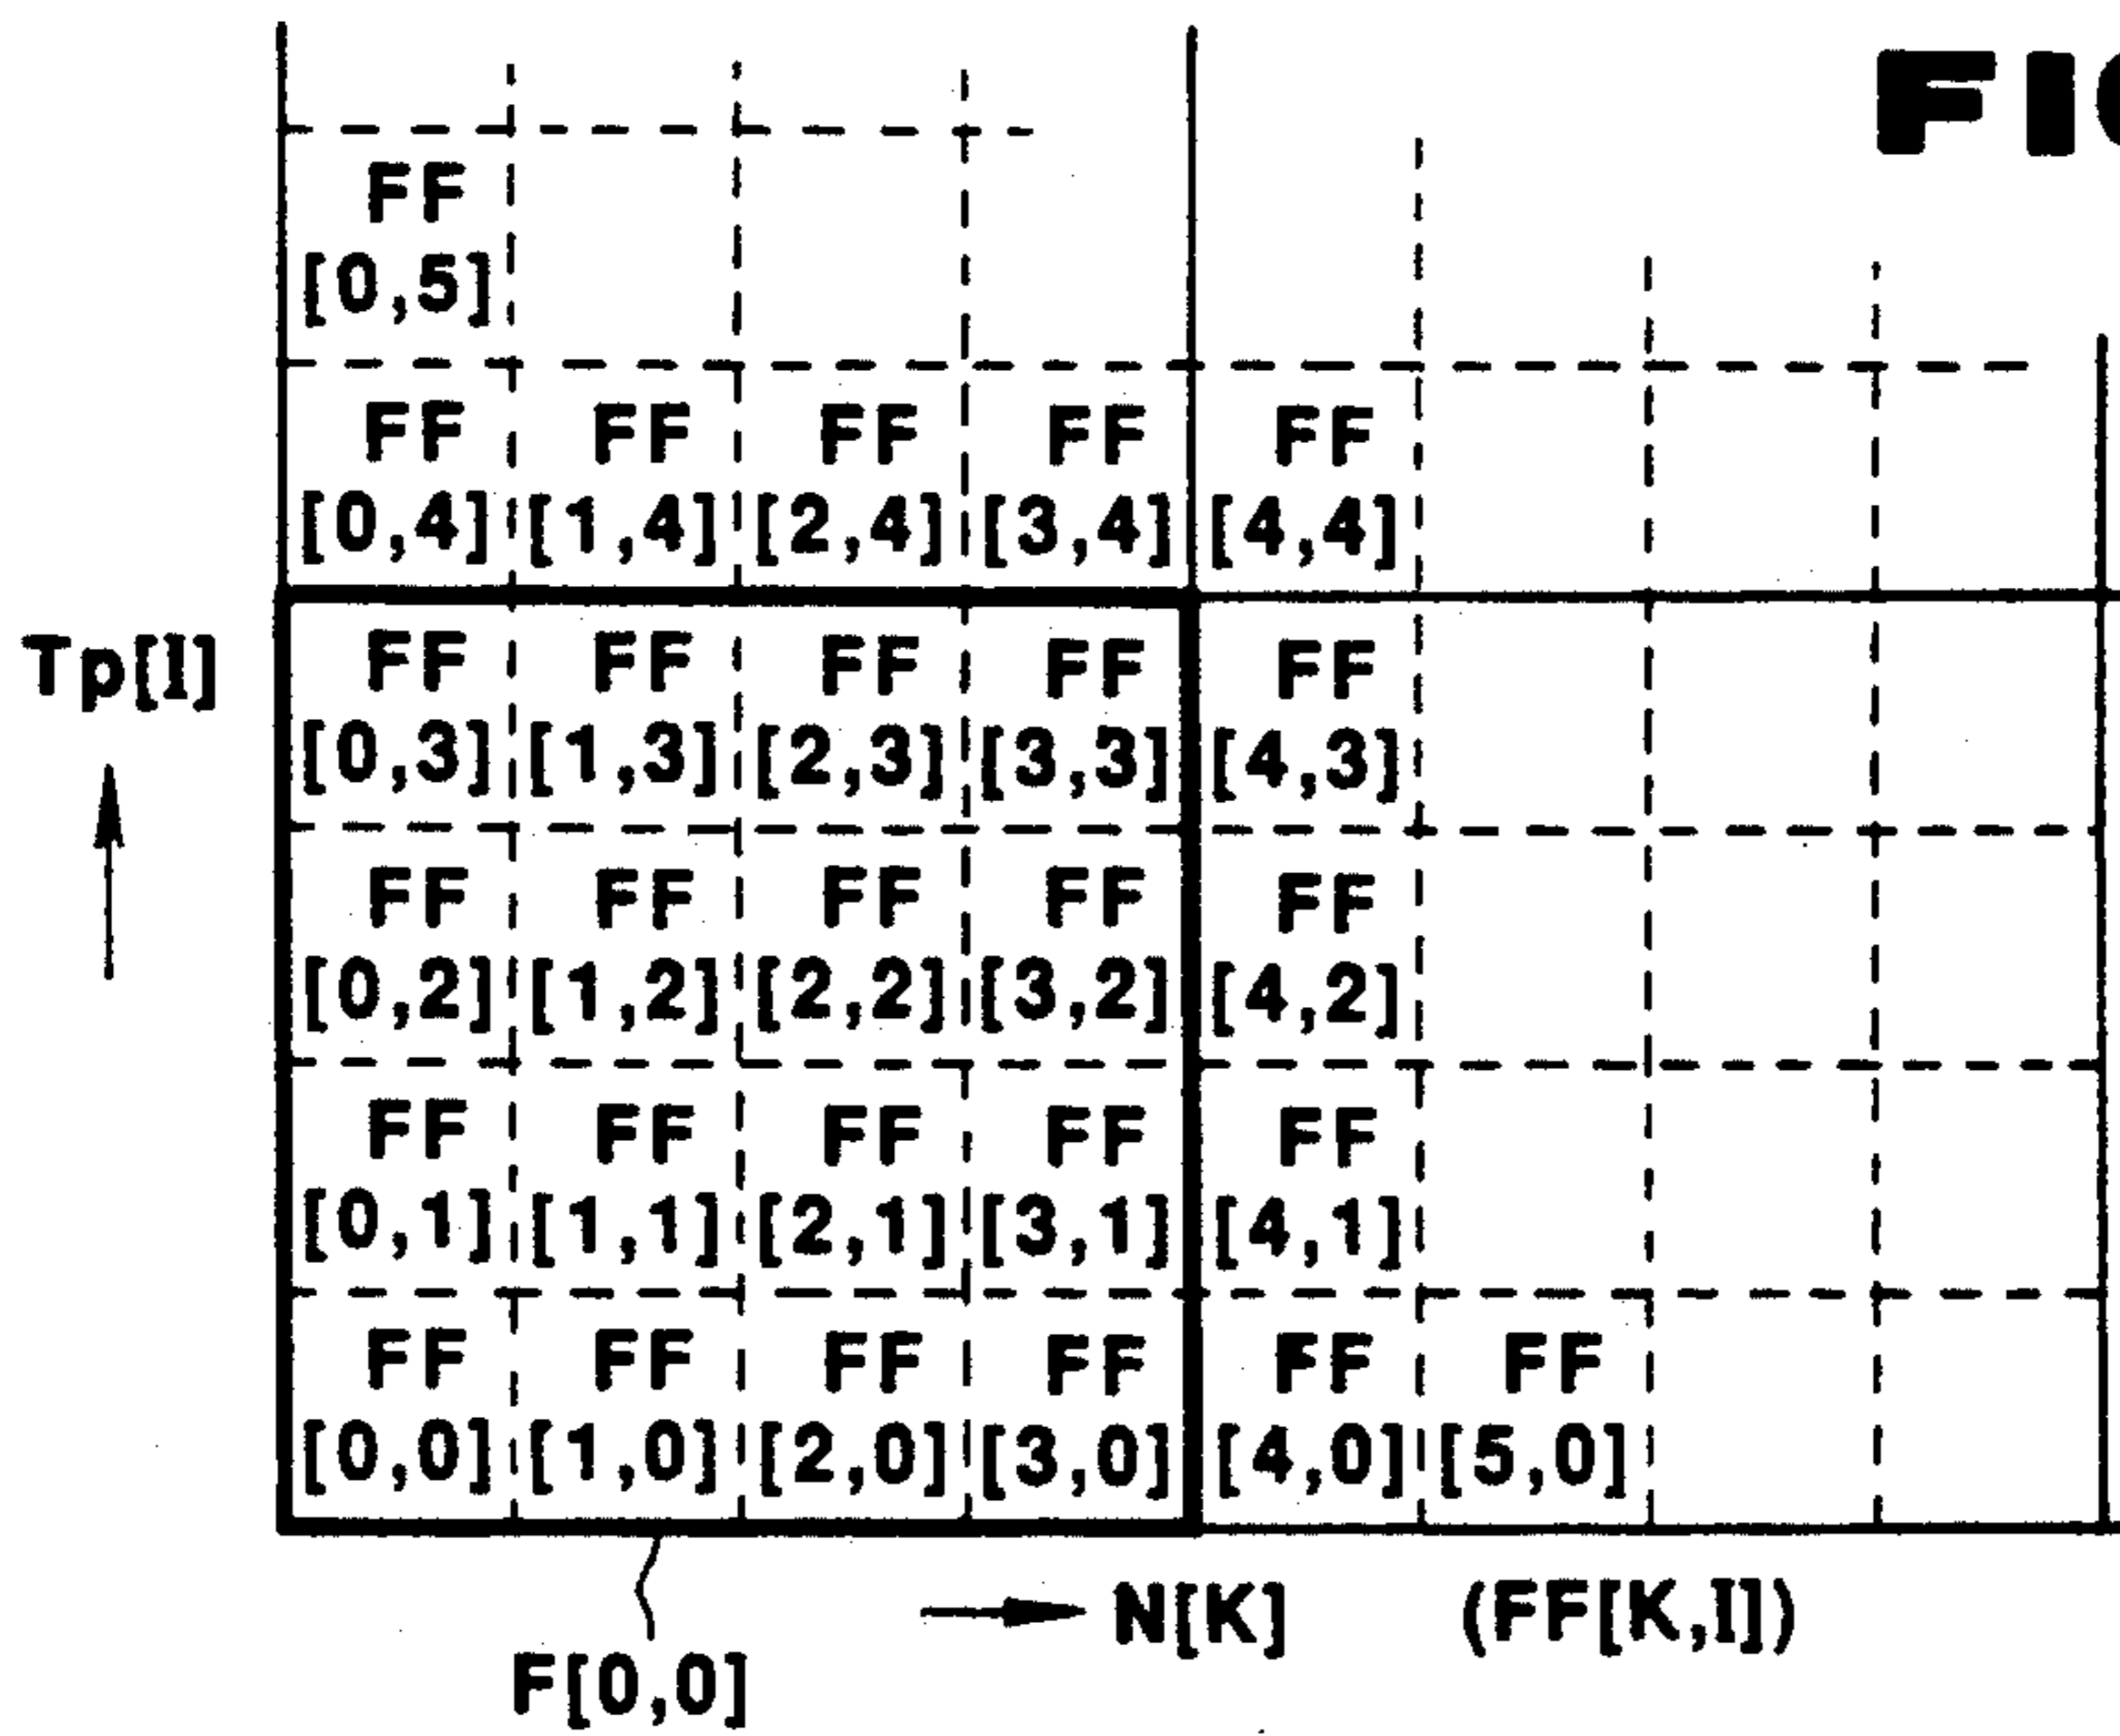 FIG
FF
[0,5]
FF FF FF FF FF
[0,4] [1,4] [2,4] [3,4] [4,4]
Tp[I]
FF FF FF FF FF
[0,3] [1,3] [2,3] [3,3] [4,3]
FF FF FF FF FF
[0,2] [1,2] [2,2] [3,2] [4,2]
FF FF FF FF FF
[0,1] [1,1] [2,1] [3,1] [4,1]
FF FF FF FF FF FF
[0,0] [1,0] [2,0] [3,0] [4,0] [5,0]
N[K] (FF[K,I])
F[0,0]